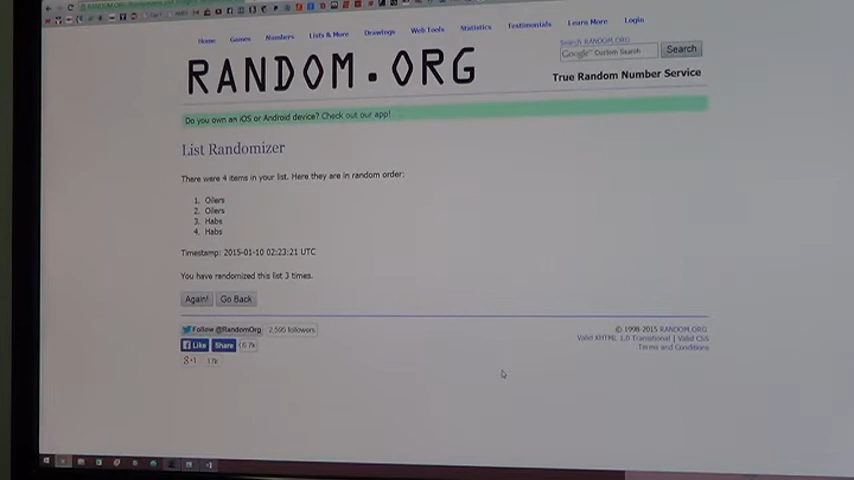 Home Games Numbers Lists & More Drawings Web Tools Statistics Testimonials Learn More Login
Search RANDOM.ORG
Google™ Custom Search Search
RANDOM.ORG
True Random Number Service
Do you own an iOS or Android device? Check out our app!
List Randomizer
There were 4 items in your list. Here they are in random order:
1. Oilers
2. Oilers
3. Habs
4. Habs
Timestamp: 2015-01-10 02:23:21 UTC
You have randomized this list 3 times.
Again! Go Back
Follow @RandomOrg 2,595 followers
Like Share 6.7k
g+1 17k
© 1998-2015 RANDOM.ORG
Valid XHTML 1.0 Transitional | Valid CSS
Terms and Conditions